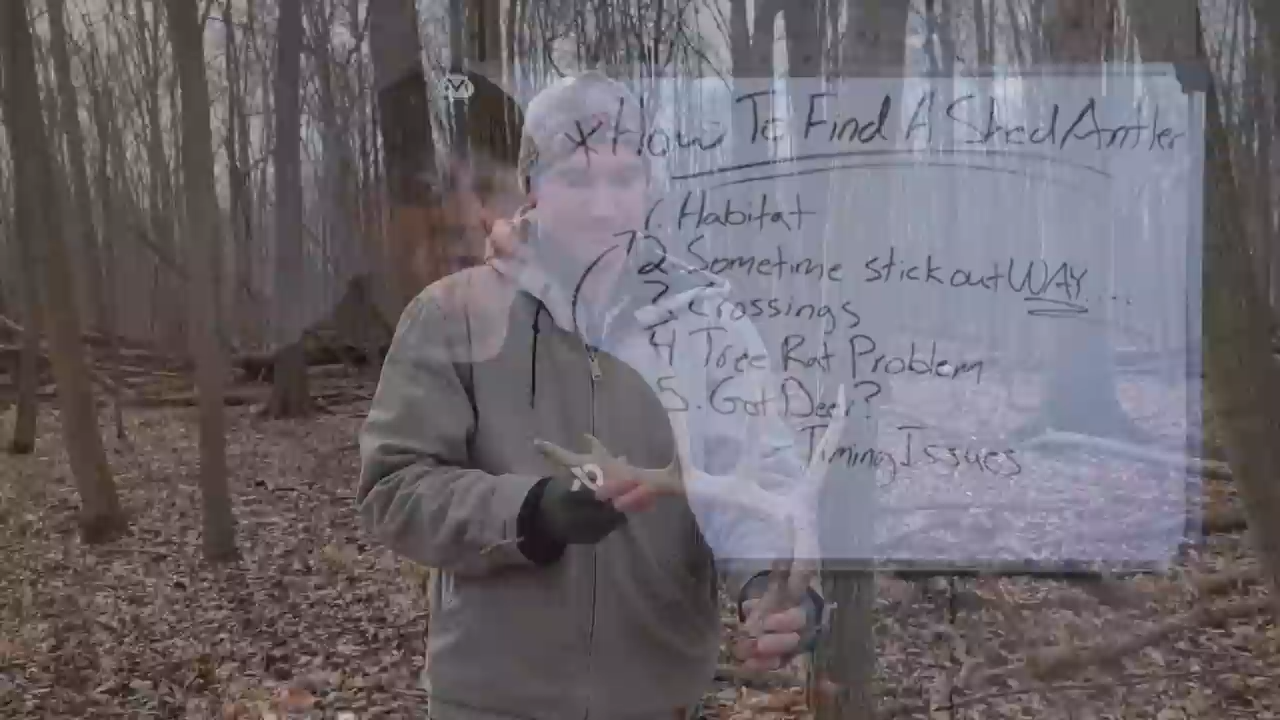 * How To Find A Shed Antler
1. Habitat
2. Sometime stick out WAY...
3. Crossings
4 Tree Rat Problem
5. Got Deer?
Timing Issues